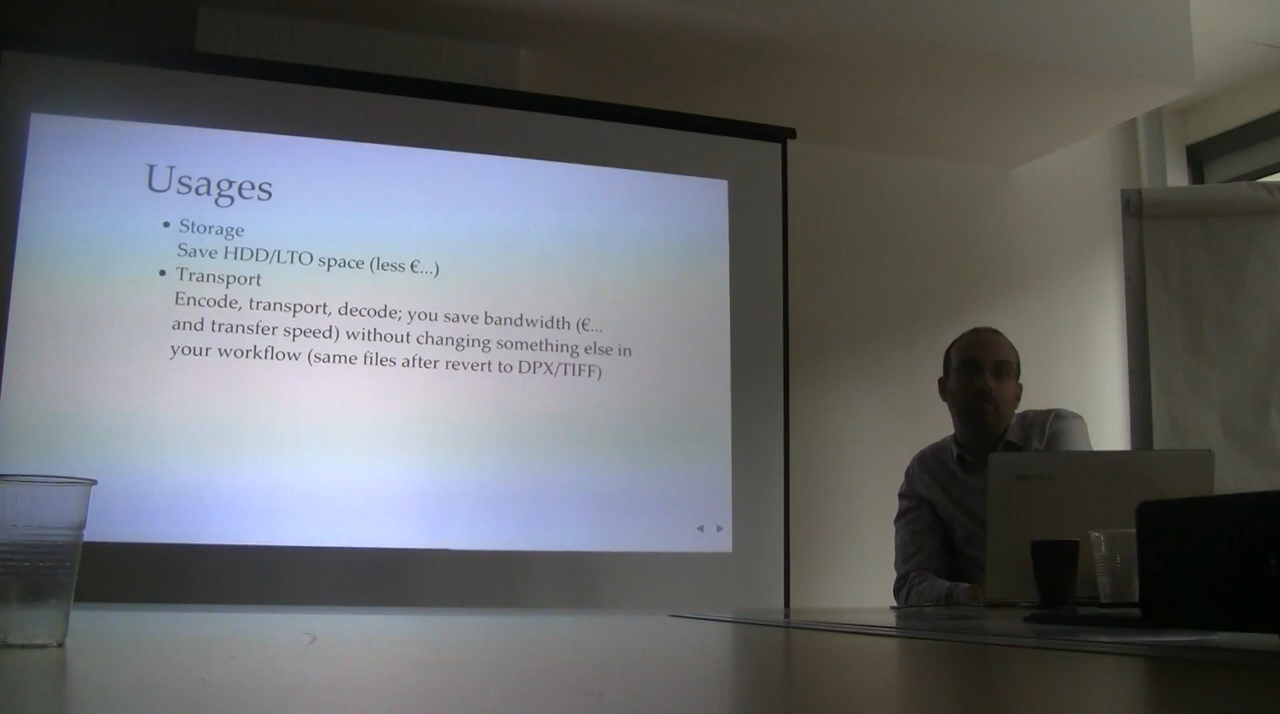 Usages
• Storage
Save HDD/LTO space (less €...)
• Transport
Encode, transport, decode; you save bandwidth (€...
and transfer speed) without changing something else in
your workflow (same files after revert to DPX/TIFF)